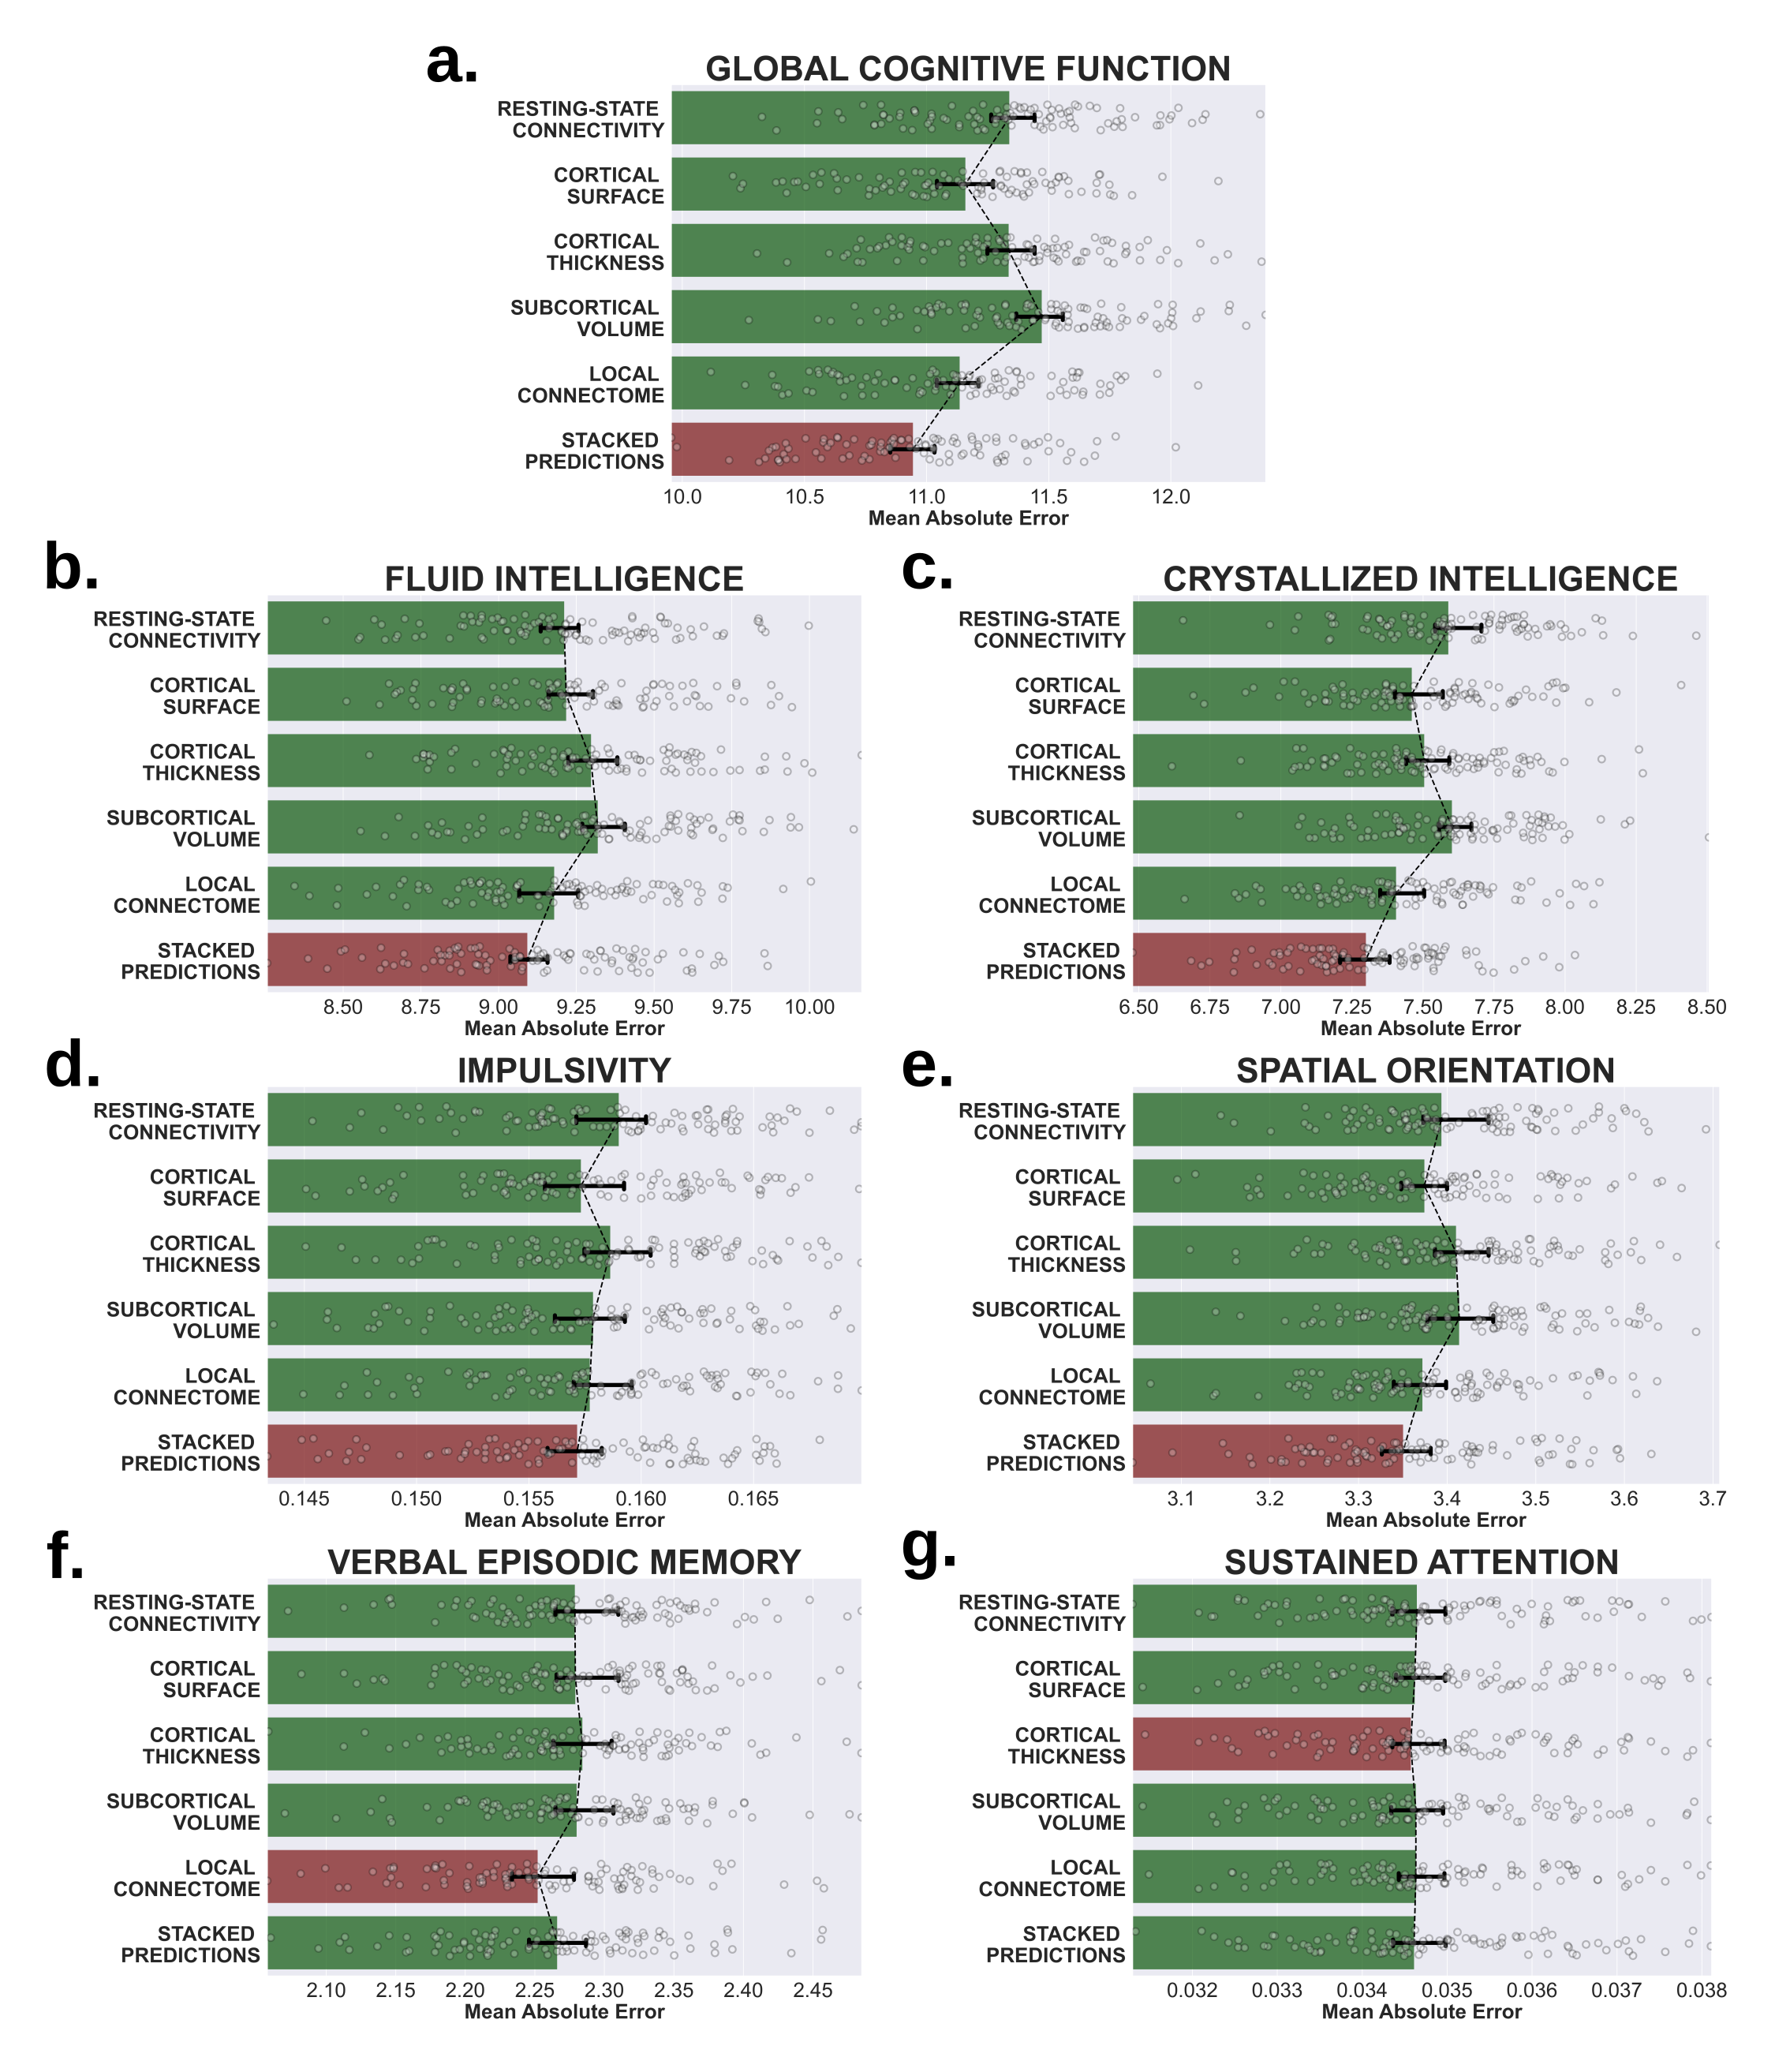 a.
GLOBAL COGNITIVE FUNCTION
RESTING-STATE
CONNECTIVITY
CORTICAL
SURFACE
CORTICAL
THICKNESS
SUBCORTICAL
VOLUME
LOCAL
CONNECTOME
STACKED
PREDICTIONS
10.0 10.5 11.0 11.5 12.0
Mean Absolute Error
b.
FLUID INTELLIGENCE
RESTING-STATE
CONNECTIVITY
CORTICAL
SURFACE
CORTICAL
THICKNESS
SUBCORTICAL
VOLUME
LOCAL
CONNECTOME
STACKED
PREDICTIONS
8.50 8.75 9.00 9.25 9.50 9.75 10.00
Mean Absolute Error
c.
CRYSTALLIZED INTELLIGENCE
RESTING-STATE
CONNECTIVITY
CORTICAL
SURFACE
CORTICAL
THICKNESS
SUBCORTICAL
VOLUME
LOCAL
CONNECTOME
STACKED
PREDICTIONS
6.50 6.75 7.00 7.25 7.50 7.75 8.00 8.25 8.50
Mean Absolute Error
d.
IMPULSIVITY
RESTING-STATE
CONNECTIVITY
CORTICAL
SURFACE
CORTICAL
THICKNESS
SUBCORTICAL
VOLUME
LOCAL
CONNECTOME
STACKED
PREDICTIONS
0.145 0.150 0.155 0.160 0.165
Mean Absolute Error
e.
SPATIAL ORIENTATION
RESTING-STATE
CONNECTIVITY
CORTICAL
SURFACE
CORTICAL
THICKNESS
SUBCORTICAL
VOLUME
LOCAL
CONNECTOME
STACKED
PREDICTIONS
3.1 3.2 3.3 3.4 3.5 3.6 3.7
Mean Absolute Error
f.
VERBAL EPISODIC MEMORY
RESTING-STATE
CONNECTIVITY
CORTICAL
SURFACE
CORTICAL
THICKNESS
SUBCORTICAL
VOLUME
LOCAL
CONNECTOME
STACKED
PREDICTIONS
2.10 2.15 2.20 2.25 2.30 2.35 2.40 2.45
Mean Absolute Error
g.
SUSTAINED ATTENTION
RESTING-STATE
CONNECTIVITY
CORTICAL
SURFACE
CORTICAL
THICKNESS
SUBCORTICAL
VOLUME
LOCAL
CONNECTOME
STACKED
PREDICTIONS
0.032 0.033 0.034 0.035 0.036 0.037 0.038
Mean Absolute Error